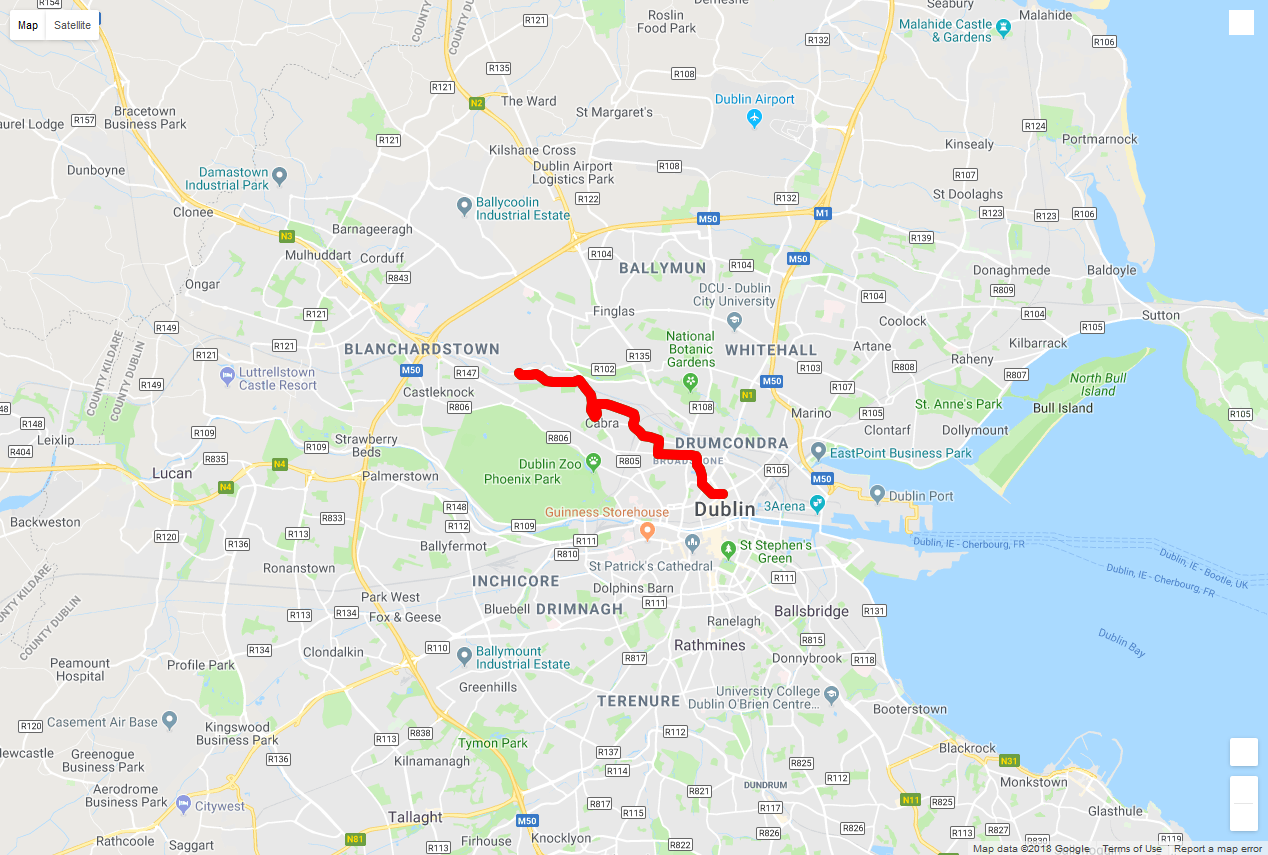 R154
Map
Satellite
R121
COUNTY DUBLIN
Roslin
Food Park
R132
Demesne
Seabury
Malahide
Malahide Castle
& Gardens
R106
R135
R108
R121
N2
The Ward
St Margaret's
Dublin Airport
Bracetown
Business Park
R157
R121
R124
Portmarnock
Kinsealy
Kilshane Cross
Dublin Airport
Logistics Park
R108
Dunboyne
Damastown
Industrial Park
R107
St Doolaghs
R122
R132
Ballycoolin
Industrial Estate
Clonee
M50
M1
R123
R123
R106
N3
Barnageeragh
R139
Mulhuddart
Corduff
R104
M50
BALLYMUN
R104
Donaghmede
Baldoyle
R843
Ongar
DCU - Dublin
City University
R104
R809
R121
Finglas
Coolock
R104
Sutton
R149
R105
COUNTY KILDARE
COUNTY DUBLIN
National
Botanic
Gardens
R121
R121
BLANCHARDSTOWN
R135
WHITEHALL
Artane
Kilbarrack
Raheny
R103
R808
R807
M50
R147
R102
Luttrellstown
Castle Resort
R149
M50
R107
North Bull
Island
Castleknock
N1
R806
R108
Marino
R105
St. Anne's Park
Bull Island
R105
R148
R109
Cabra
Clontarf
Dollymount
Leixlip
R404
Strawberry
Beds
R806
DRUMCONDRA
R109
EastPoint Business Park
R835
N4
Dublin Zoo
Phoenix Park
R805
BROADSTONE
R105
Lucan
Palmerstown
M50
N4
Dublin Port
R148
3Arena
Dublin
Guinness Storehouse
Backweston
R833
R112
R109
R120
R113
R111
Dublin, IE - Cherbourg, FR
R136
Ballyfermot
St Stephen's
Green
R810
Dublin, IE - Bootle, UK
Ronanstown
St Patrick's Cathedral
Dublin, IE - Cherbourg, FR
COUNTY KILDARE
COUNTY DUBLIN
INCHICORE
R111
Dolphins Barn
Park West
R111
Bluebell
DRIMNAGH
R113
R134
Fox & Geese
Ballsbridge
R131
Ranelagh
Dublin Bay
R815
Clondalkin
R110
Rathmines
R134
Ballymount
Industrial Estate
R817
Donnybrook
R118
Peamount
Hospital
Profile Park
Greenhills
University College
Dublin O'Brien Centre...
TERENURE
Booterstown
Casement Air Base
R120
Kingswood
Business Park
R838
R112
R113
Tymon Park
Blackrock
Greenogue
Business Park
R136
Kilnamanagh
R137
R114
R825
N31
R112
Monkstown
Aerodrome
Business Park
DUNDRUM
R821
Citywest
R817
R115
R117
N11
R825
Glasthule
Tallaght
M50
R826
R826
R827
R113
R119
Rathcoole
Saggart
N81
Firhouse
R113
Knocklyon
R822
R830
Map data ©2018 Google
Terms of Use
Report a map error